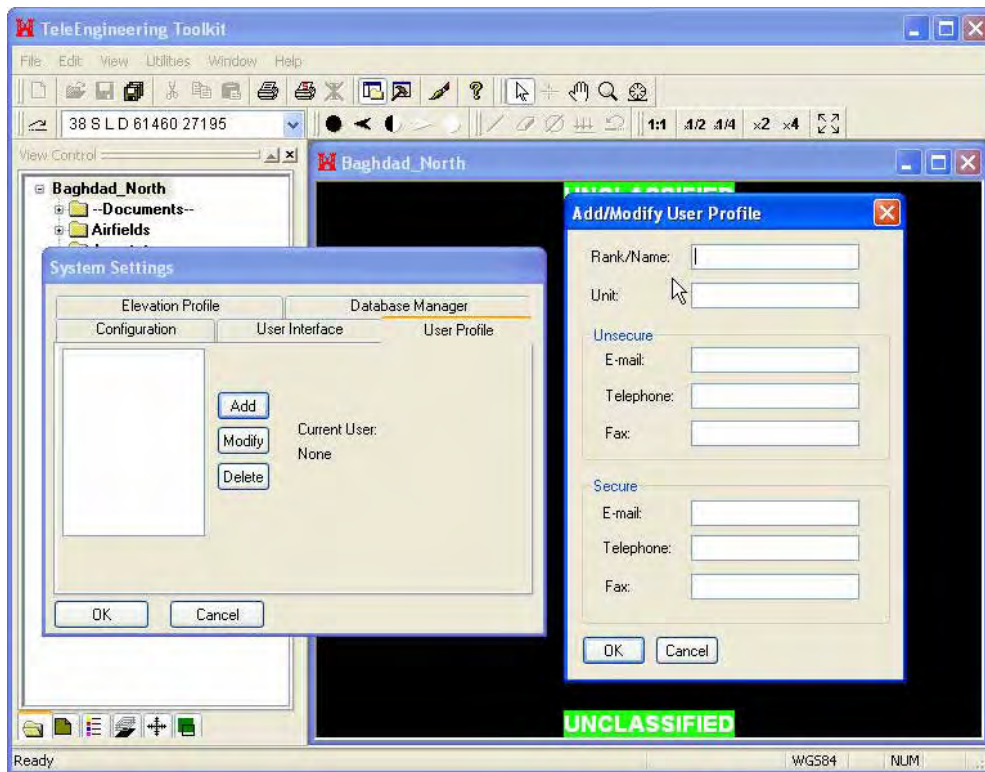 TeleEngineering Toolkit
File Edit View Utilities Window Help
38 S L D 61460 27195
1:1 1/2 1/4 x2 x4
View Control
Baghdad_North
--Documents--
Airfields
Baghdad_North
UNCLASSIFIED
System Settings
Elevation Profile Database Manager
Configuration User Interface User Profile
Add
Modify
Delete
Current User:
None
OK Cancel
Add/Modify User Profile
Rank/Name:
Unit:
Unsecure
E-mail:
Telephone:
Fax:
Secure
E-mail:
Telephone:
Fax:
OK Cancel
UNCLASSIFIED
Ready WGS84 NUM